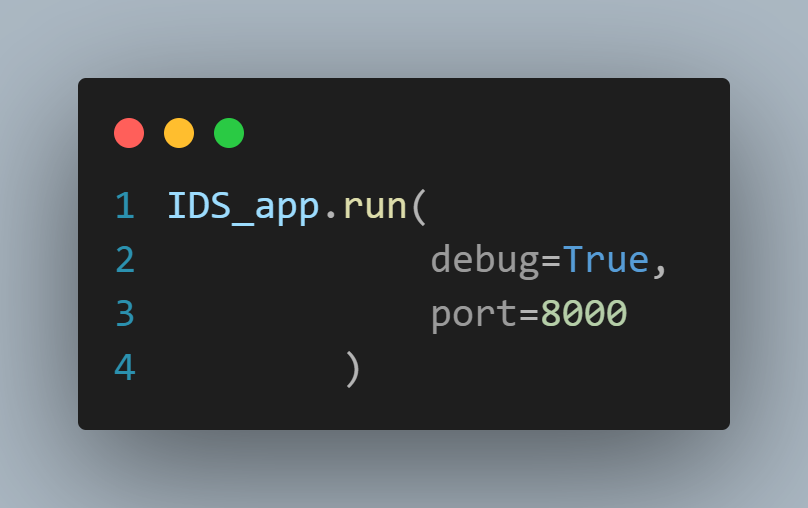 1 IDS_app.run(
2 debug=True,
3 port=8000
4 )